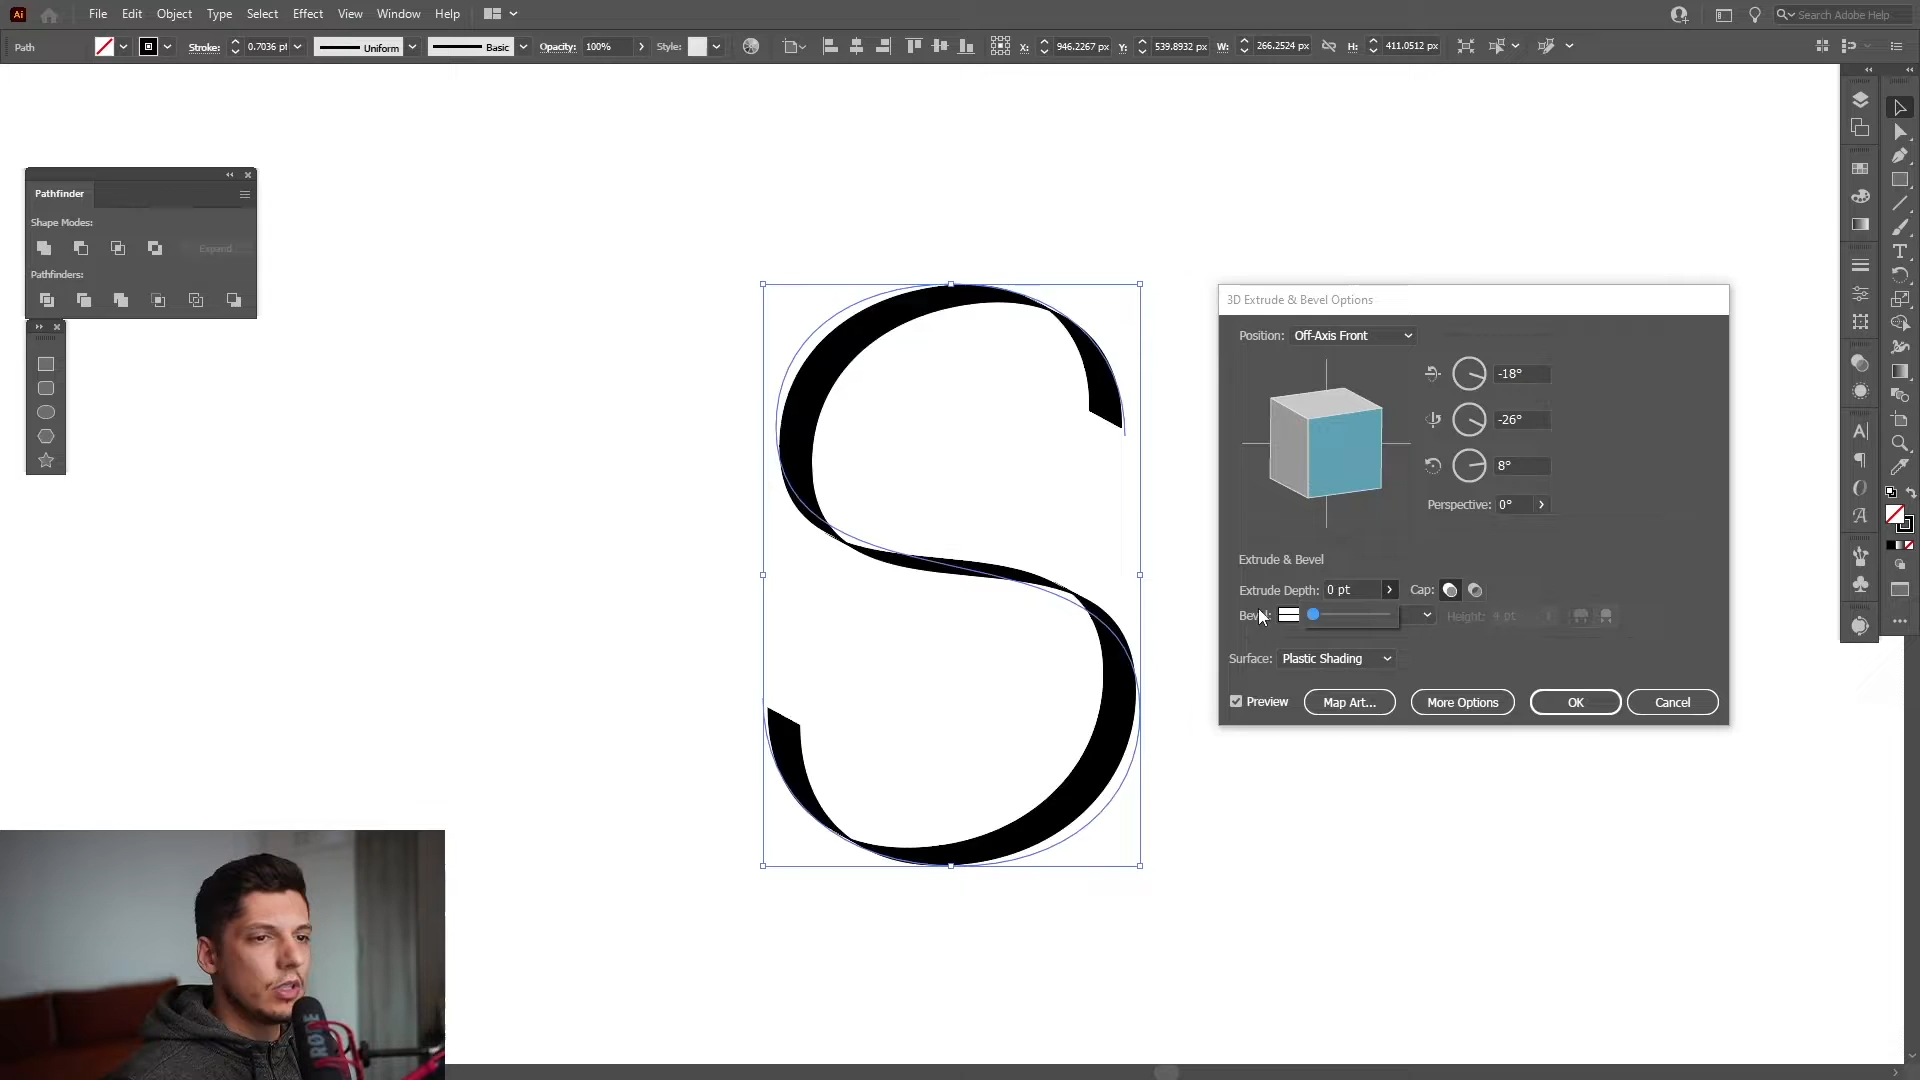 Ai File Edit Object Type Select Effect View Window Help Search Adobe Help
Path Stroke: 0.7036 pt Uniform Basic Opacity: 100% Style: X: 946.2267 px Y: 539.8932 px W: 266.2524 px H: 411.0512 px
Pathfinder
Shape Modes:
Expand
Pathfinders:
S
3D Extrude & Bevel Options
Position: Off-Axis Front
-18°
-26°
8°
Perspective: 0°
Extrude & Bevel
Extrude Depth: 0 pt Cap:
Height: 4 pt
Surface: Plastic Shading
Preview Map Art... More Options OK Cancel
RØDE